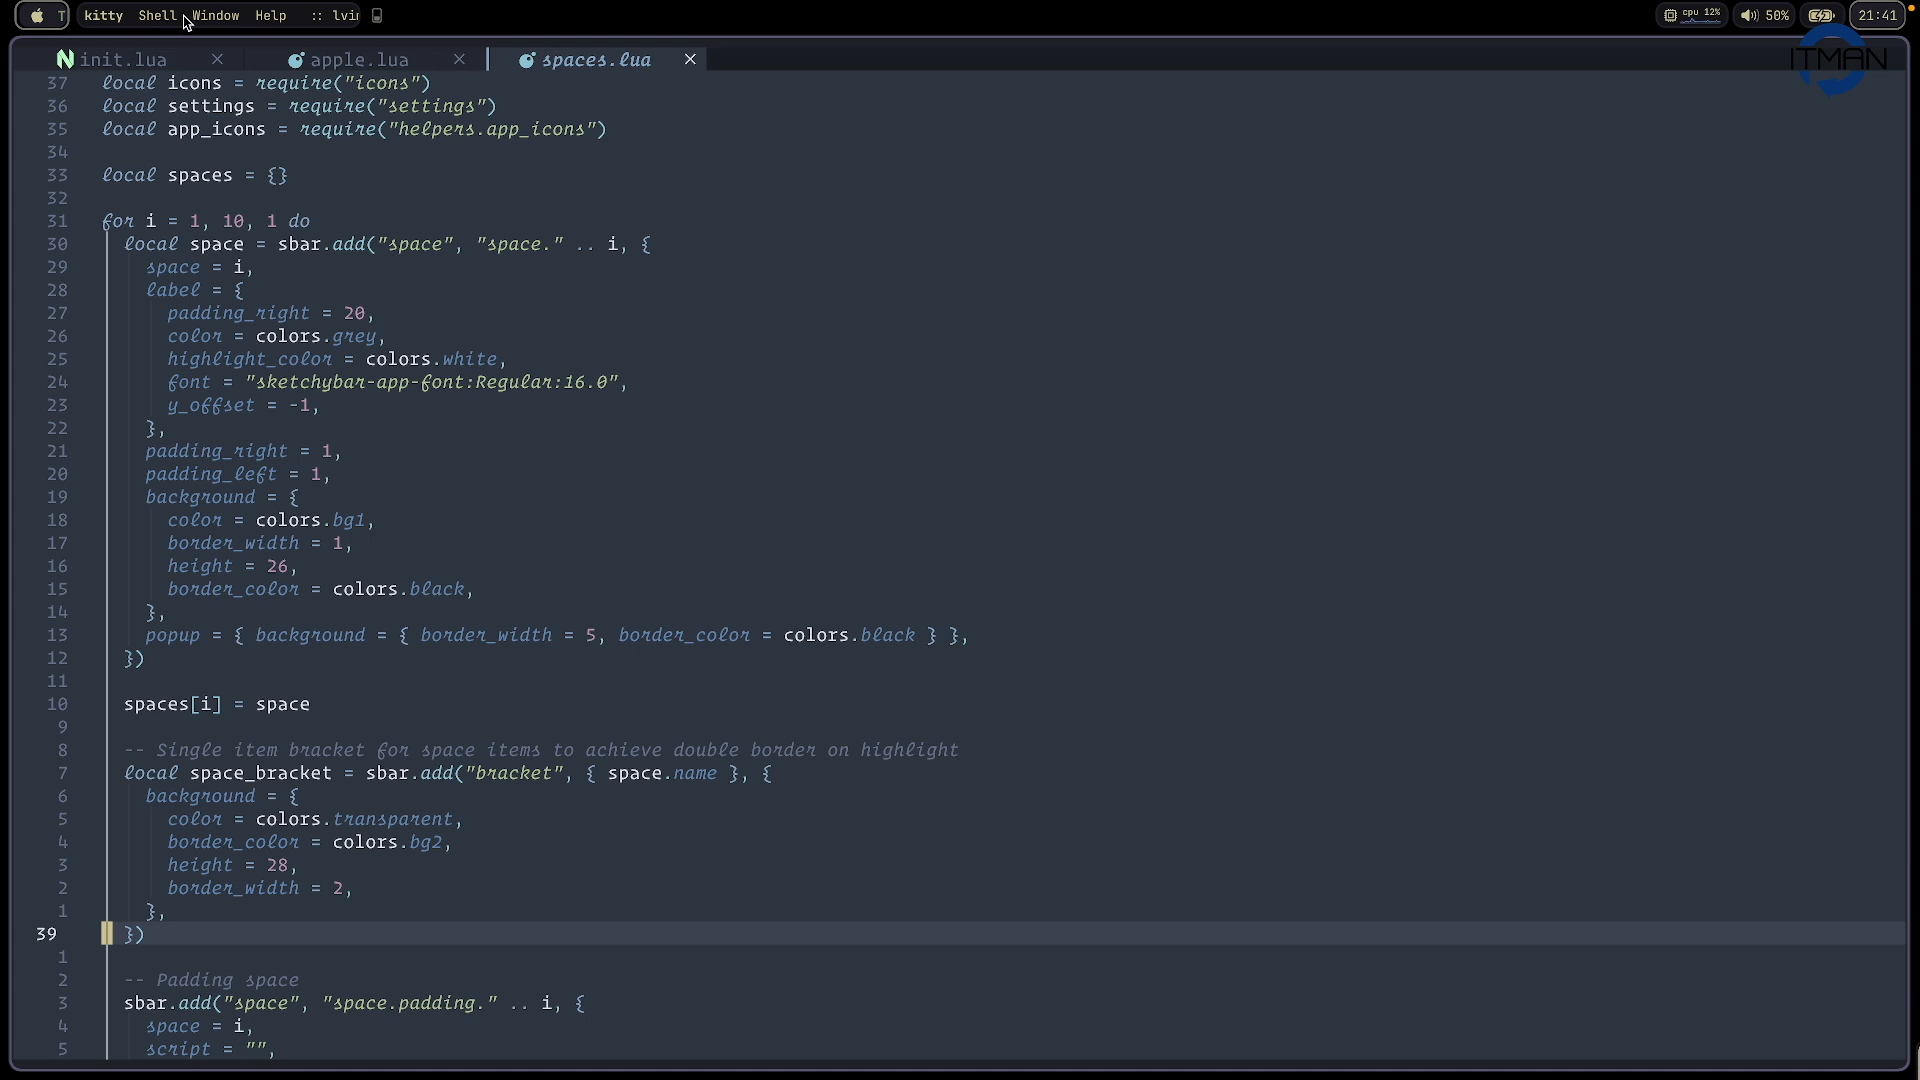 T kitty Shell Window Help :: lvi
cpu 12% 50% 21:41
init.lua apple.lua spaces.lua
ITMAN
37 local icons = require("icons")
36 local settings = require("settings")
35 local app_icons = require("helpers.app_icons")
34
33 local spaces = {}
32
31 for i = 1, 10, 1 do
30 local space = sbar.add("space", "space." .. i, {
29 space = i,
28 label = {
27 padding_right = 20,
26 color = colors.grey,
25 highlight_color = colors.white,
24 font = "sketchybar-app-font:Regular:16.0",
23 y_offset = -1,
22 },
21 padding_right = 1,
20 padding_left = 1,
19 background = {
18 color = colors.bg1,
17 border_width = 1,
16 height = 26,
15 border_color = colors.black,
14 },
13 popup = { background = { border_width = 5, border_color = colors.black } },
12 })
11
10 spaces[i] = space
9
8 -- Single item bracket for space items to achieve double border on highlight
7 local space_bracket = sbar.add("bracket", { space.name }, {
6 background = {
5 color = colors.transparent,
4 border_color = colors.bg2,
3 height = 28,
2 border_width = 2,
1 },
39 })
1
2 -- Padding space
3 sbar.add("space", "space.padding." .. i, {
4 space = i,
5 script = "",